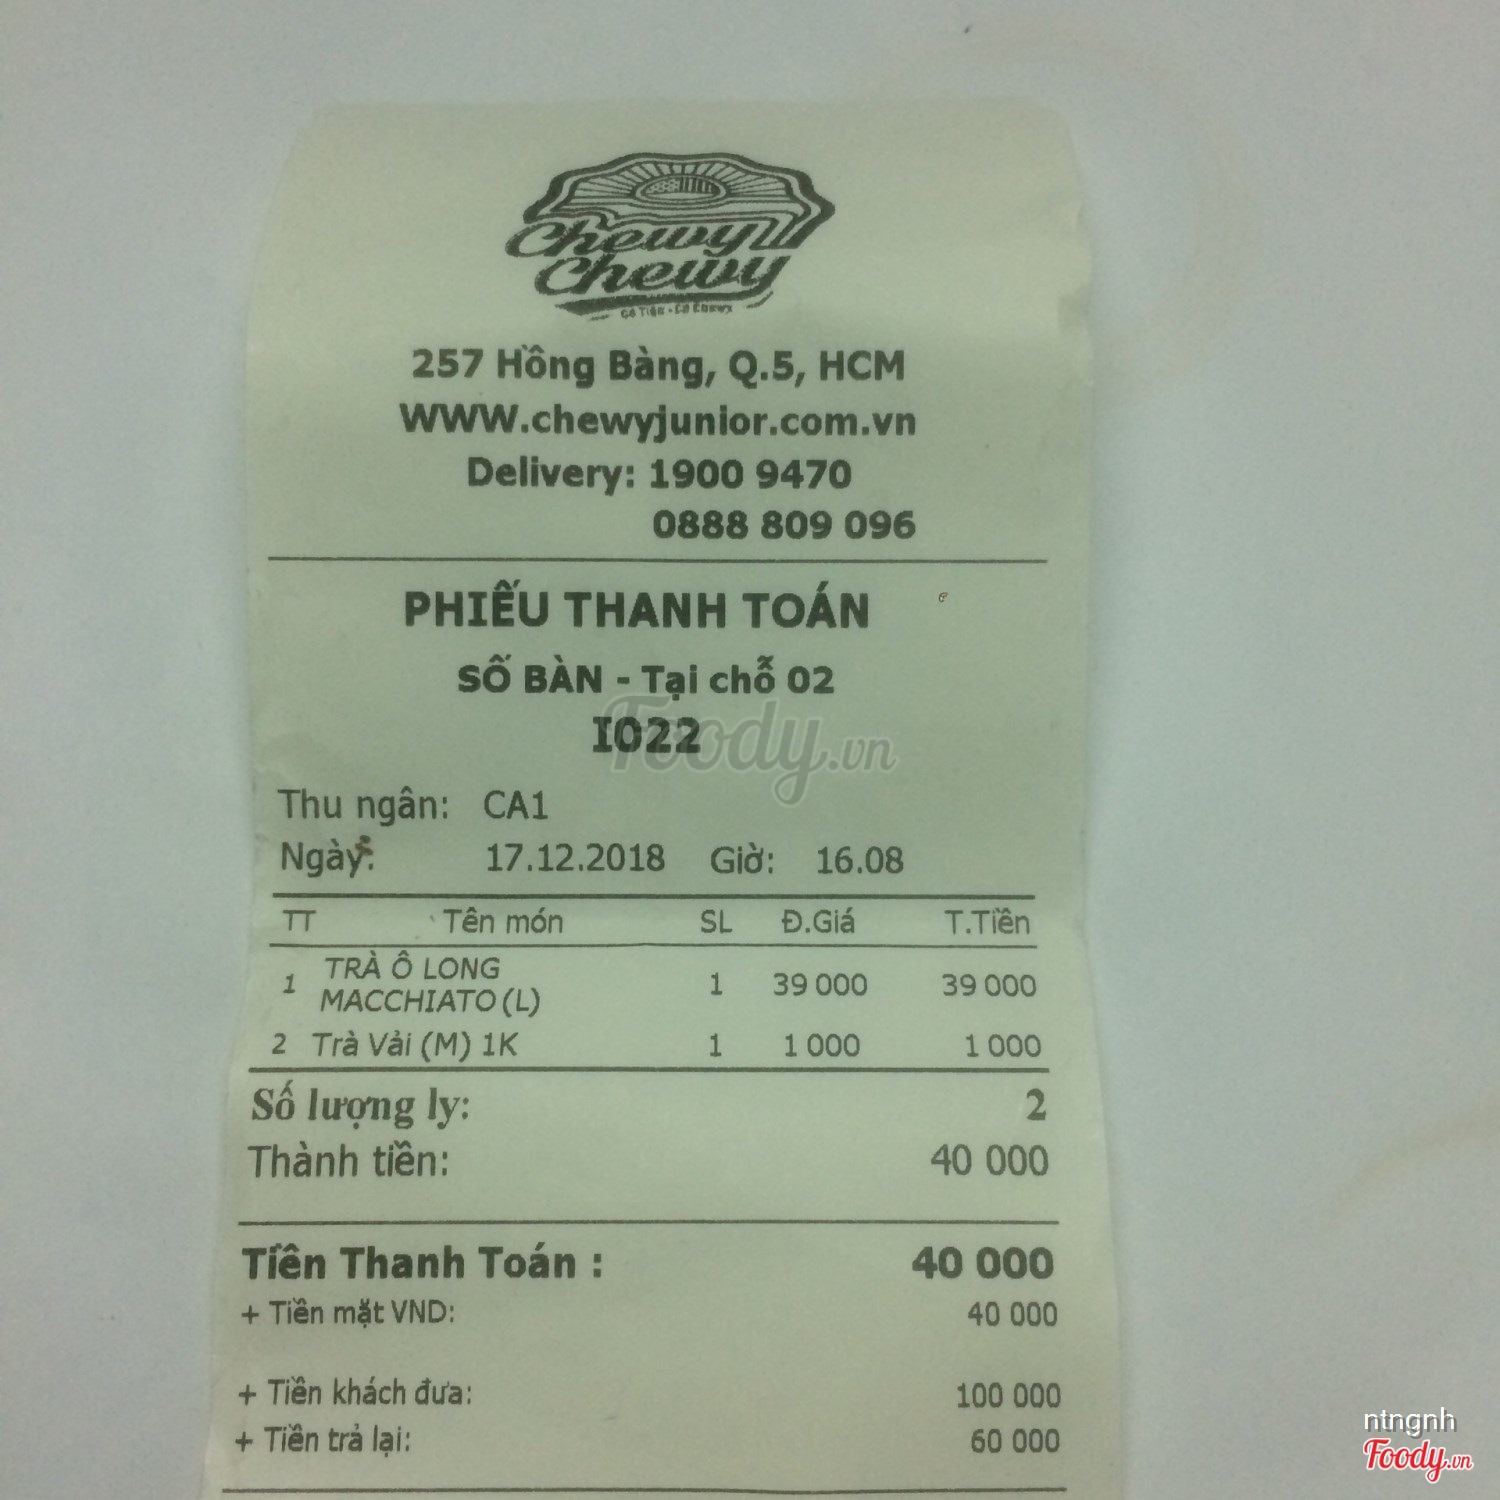 Chewy
Chewy
257 Hồng Bàng, Q.5, HCM
WWW.chewyjunior.com.vn
Delivery: 1900 9470
0888 809 096
PHIẾU THANH TOÁN
SỐ BÀN - Tại chỗ 02
I022
Foody.vn
Thu ngân: CA1
Ngày: 17.12.2018 Giờ: 16.08
TT Tên món SL Đ.Giá T.Tiền
1 TRÀ Ô LONG MACCHIATO (L) 1 39 000 39 000
2 Trà Vải (M) 1K 1 1 000 1 000
Số lượng ly: 2
Thành tiền: 40 000
Tiền Thanh Toán : 40 000
+ Tiền mặt VND: 40 000
+ Tiền khách đưa: 100 000
+ Tiền trả lại: 60 000
ntngnh
Foody.vn